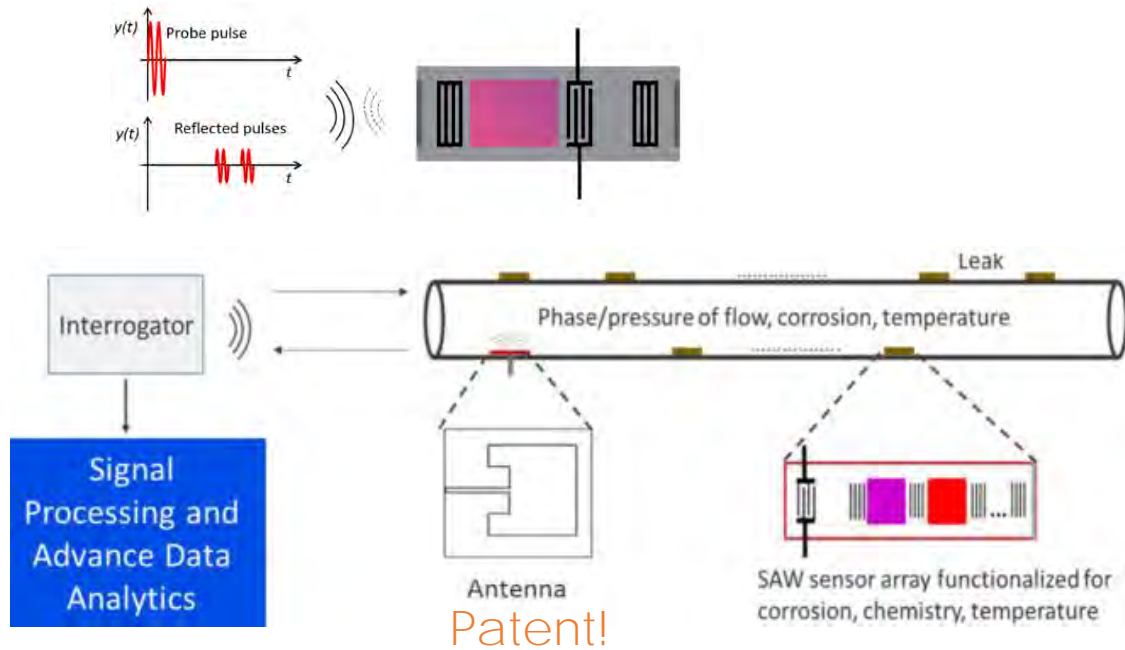 y(t)
Probe pulse
t
y(t)
Reflected pulses
t
Leak
Interrogator
Phase/pressure of flow, corrosion, temperature
Signal
Processing and
Advance Data
Analytics
Antenna
Patent!
...
SAW sensor array functionalized for
corrosion, chemistry, temperature